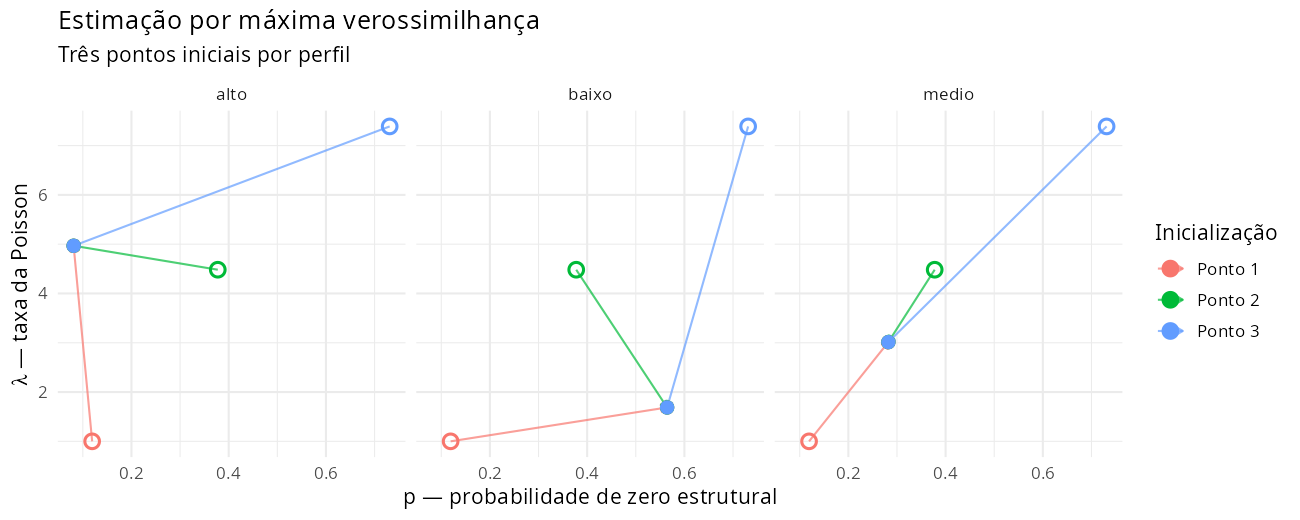 Estimação por máxima verossimilhança
Três pontos iniciais por perfil
alto
baixo
medio
λ — taxa da Poisson
6
4
2
0.2 0.4 0.6
0.2 0.4 0.6
0.2 0.4 0.6
p — probabilidade de zero estrutural
Inicialização
Ponto 1
Ponto 2
Ponto 3